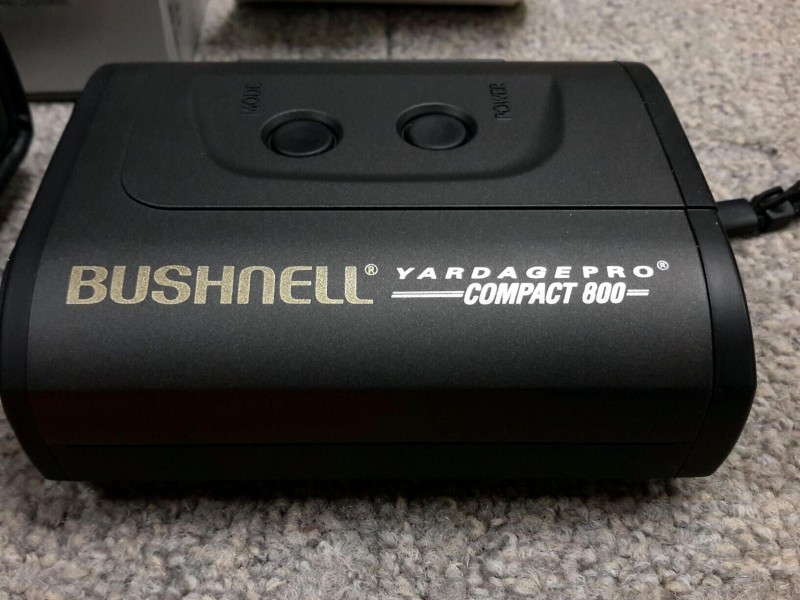 MODE
POWER
BUSHNELL® YARDAGEPRO®
COMPACT 800